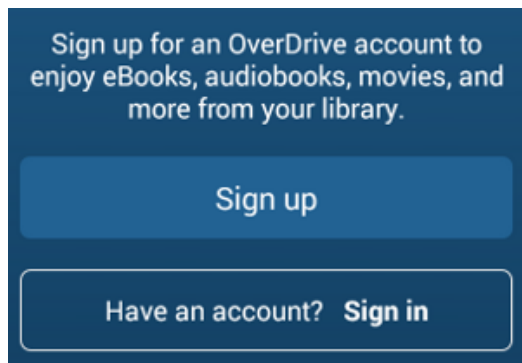 Sign up for an OverDrive account to
enjoy eBooks, audiobooks, movies, and
more from your library.
Sign up
Have an account? Sign in